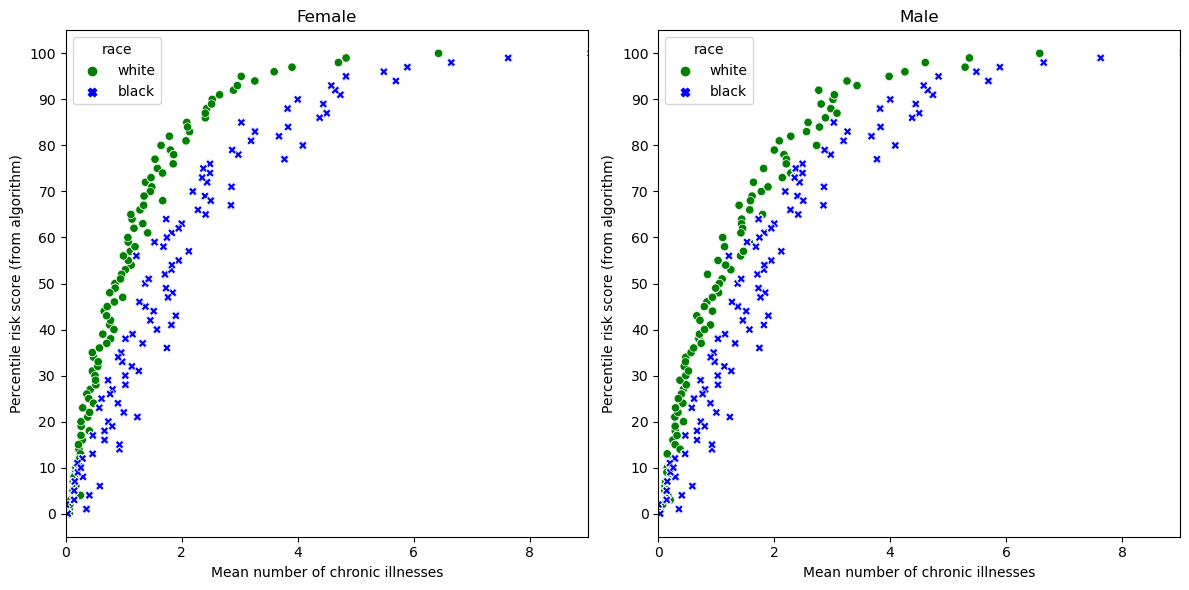 Female
race
white
black
Percentile risk score (from algorithm)
100
90
80
70
60
50
40
30
20
10
0
0 2 4 6 8
Mean number of chronic illnesses
Male
race
white
black
Percentile risk score (from algorithm)
100
90
80
70
60
50
40
30
20
10
0
0 2 4 6 8
Mean number of chronic illnesses